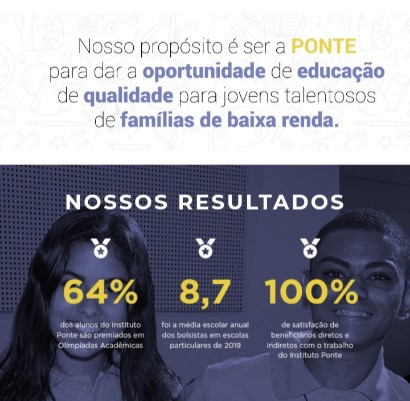 Nosso propósito é ser a PONTE
para dar a oportunidade de educação
de qualidade para jovens talentosos
de famílias de baixa renda.
NOSSOS RESULTADOS
64%
dos alunos do Instituto
Ponte são premiados em
Olimpíadas Acadêmicas
8,7
foi a média escolar anual
dos bolsistas em escolas
particulares de 2019
100%
de satisfação de
beneficiários diretos e
indiretos com o trabalho
do Instituto Ponte